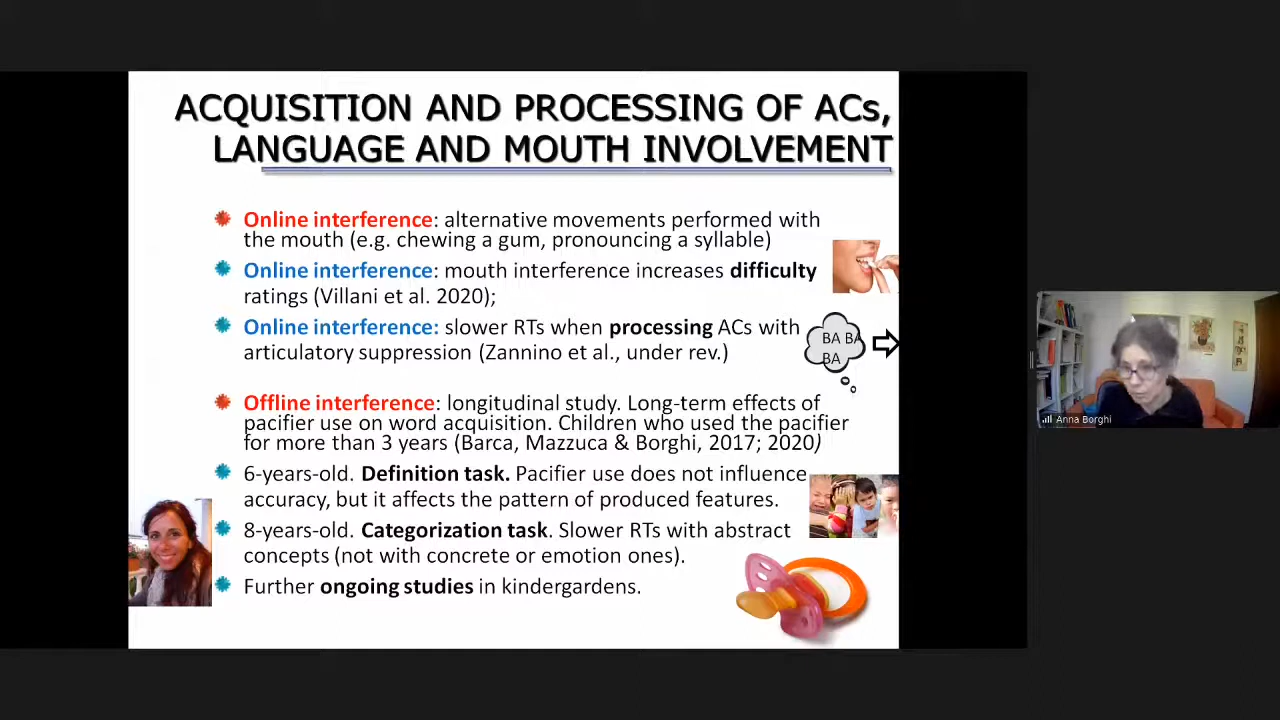 ACQUISITION AND PROCESSING OF ACs,
LANGUAGE AND MOUTH INVOLVEMENT
Online interference: alternative movements performed with
the mouth (e.g. chewing a gum, pronouncing a syllable)
Online interference: mouth interference increases difficulty
ratings (Villani et al. 2020);
Online interference: slower RTs when processing ACs with
articulatory suppression (Zannino et al., under rev.)
BA BA
BA
Offline interference: longitudinal study. Long-term effects of
pacifier use on word acquisition. Children who used the pacifier
for more than 3 years (Barca, Mazzuca & Borghi, 2017; 2020)
6-years-old. Definition task. Pacifier use does not influence
accuracy, but it affects the pattern of produced features.
8-years-old. Categorization task. Slower RTs with abstract
concepts (not with concrete or emotion ones).
Further ongoing studies in kindergardens.
Anna Borghi